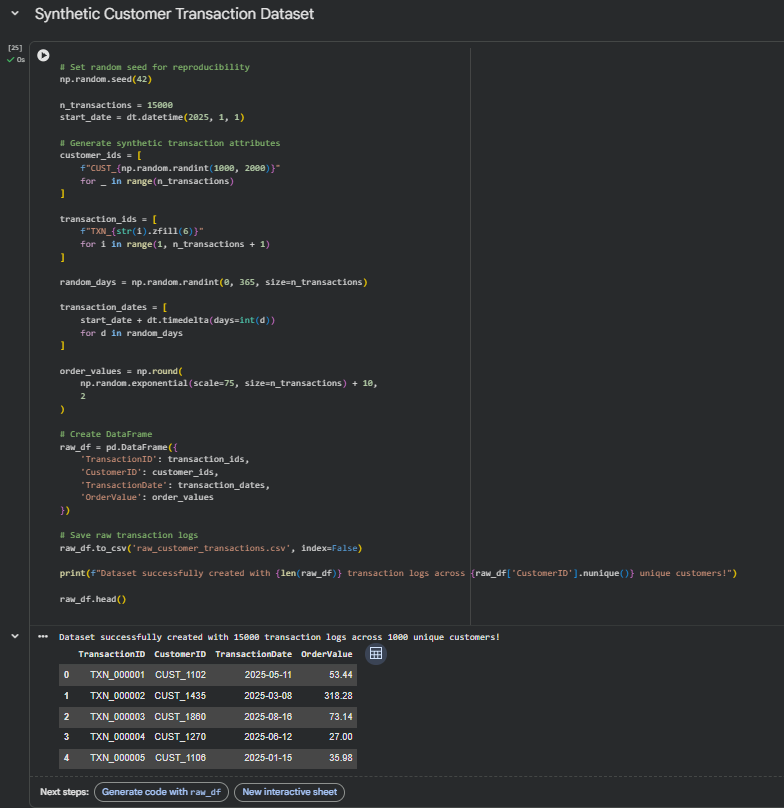 Synthetic Customer Transaction Dataset
[25]
0s
# Set random seed for reproducibility
np.random.seed(42)
n_transactions = 15000
start_date = dt.datetime(2025, 1, 1)
# Generate synthetic transaction attributes
customer_ids = [
f"CUST_{np.random.randint(1000, 2000)}"
for _ in range(n_transactions)
]
transaction_ids = [
f"TXN_{str(i).zfill(6)}"
for i in range(1, n_transactions + 1)
]
random_days = np.random.randint(0, 365, size=n_transactions)
transaction_dates = [
start_date + dt.timedelta(days=int(d))
for d in random_days
]
order_values = np.round(
np.random.exponential(scale=75, size=n_transactions) + 10,
2
)
# Create DataFrame
raw_df = pd.DataFrame({
'TransactionID': transaction_ids,
'CustomerID': customer_ids,
'TransactionDate': transaction_dates,
'OrderValue': order_values
})
# Save raw transaction logs
raw_df.to_csv('raw_customer_transactions.csv', index=False)
print(f"Dataset successfully created with {len(raw_df)} transaction logs across {raw_df['CustomerID'].nunique()} unique customers!")
raw_df.head()
Dataset successfully created with 15000 transaction logs across 1000 unique customers!
TransactionID CustomerID TransactionDate OrderValue
0 TXN_000001 CUST_1102 2025-05-11 53.44
1 TXN_000002 CUST_1435 2025-03-08 318.28
2 TXN_000003 CUST_1860 2025-08-16 73.14
3 TXN_000004 CUST_1270 2025-06-12 27.00
4 TXN_000005 CUST_1106 2025-01-15 35.98
Next steps: Generate code with raw_df New interactive sheet